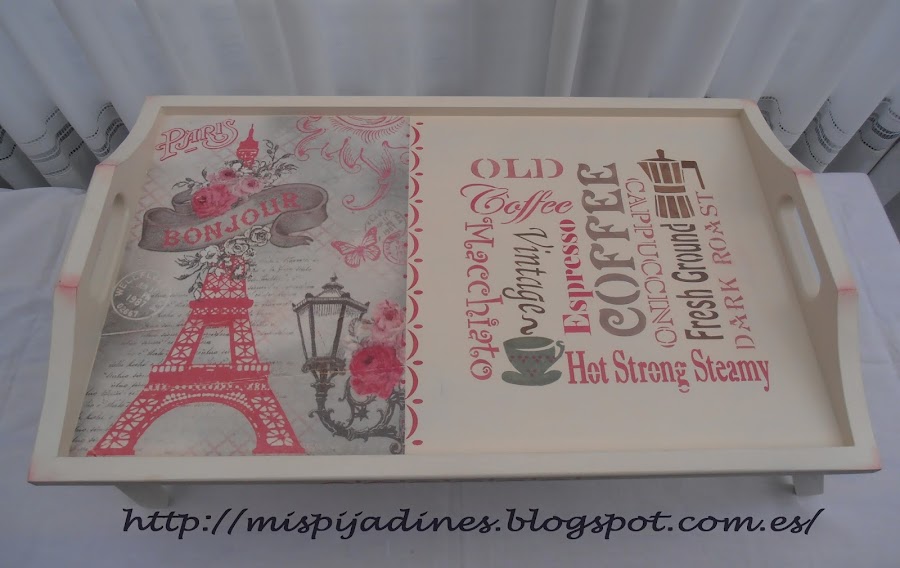 PARIS
BONJOUR
1957
OLD
Coffee
Macchiato
Vintage
Espresso
COFFEE
CAPPUCCINO
Fresh Ground
DARK ROAST
Hot Strong Steamy
http://mispijadines.blogspot.com.es/